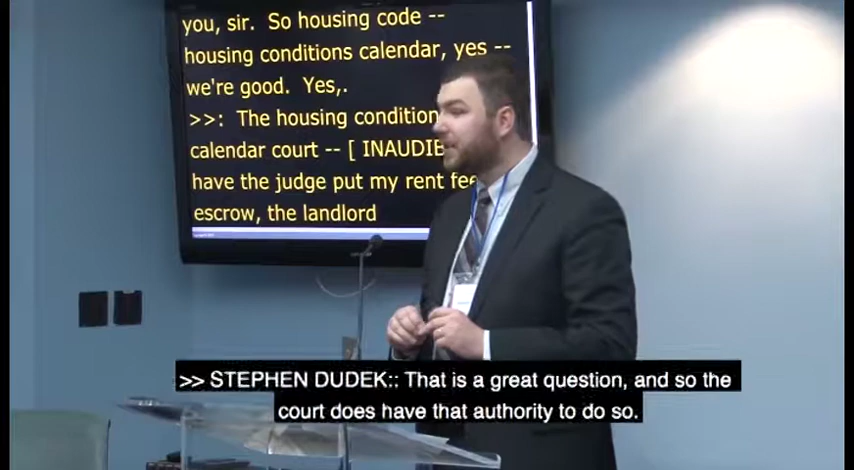 you, sir. So housing code --
housing conditions calendar, yes --
we're good. Yes,.
>>: The housing condition
calendar court -- [ INAUDIB
have the judge put my rent fe
escrow, the landlord
>> STEPHEN DUDEK:: That is a great question, and so the
court does have that authority to do so.